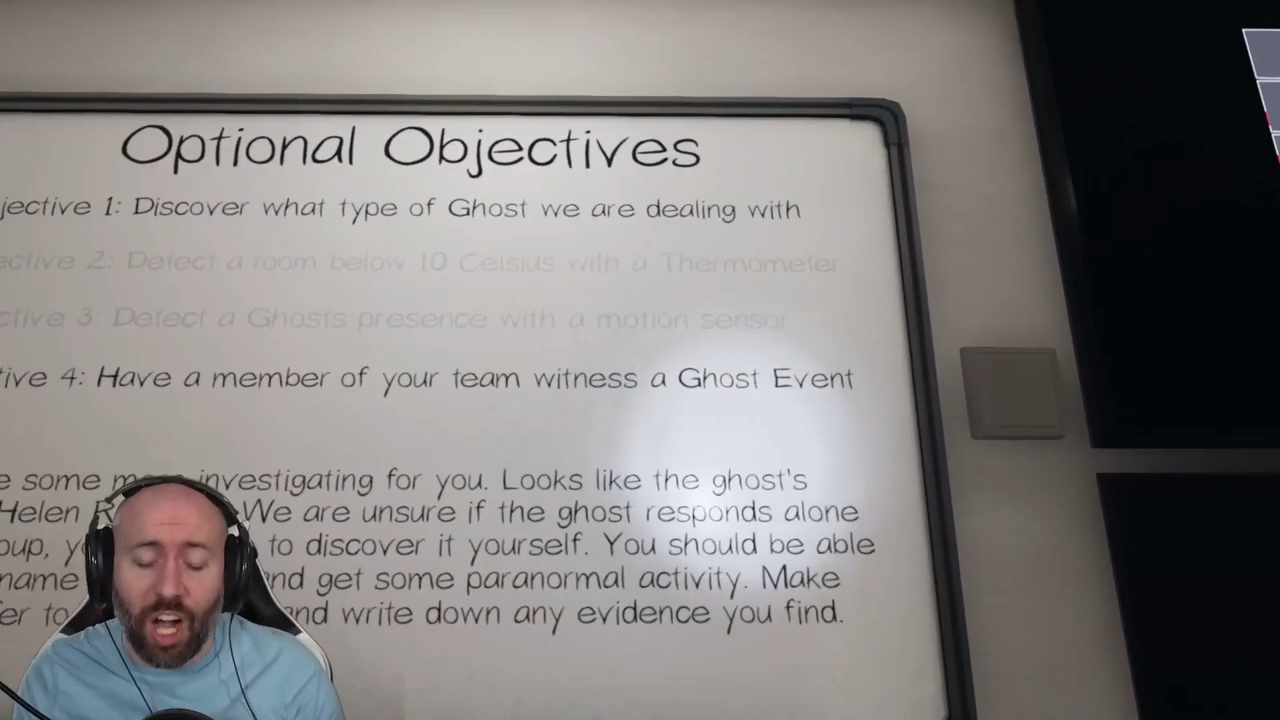 Optional Objectives
jective 1: Discover what type of Ghost we are dealing with
ective 2: Detect a room below 10 Celsius with a Thermometer
ctive 3: Detect a Ghosts presence with a motion sensor
tive 4: Have a member of your team witness a Ghost Event
e some investigating for you. Looks like the ghost's
Helen We are unsure if the ghost responds alone
oup, to discover it yourself. You should be able
name and get some paranormal activity. Make
fer to and write down any evidence you find.